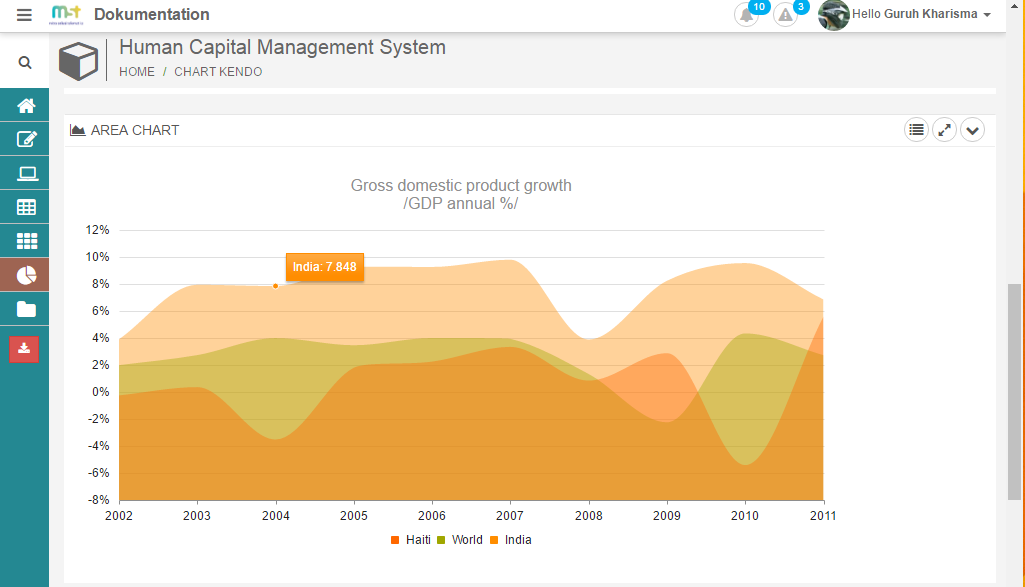 Dokumentation
10
3
Hello Guruh Kharisma
Human Capital Management System
HOME / CHART KENDO
AREA CHART
Gross domestic product growth
/GDP annual %/
12%
10%
8%
6%
4%
2%
0%
-2%
-4%
-6%
-8%
India: 7.848
2002 2003 2004 2005 2006 2007 2008 2009 2010 2011
Haiti World India